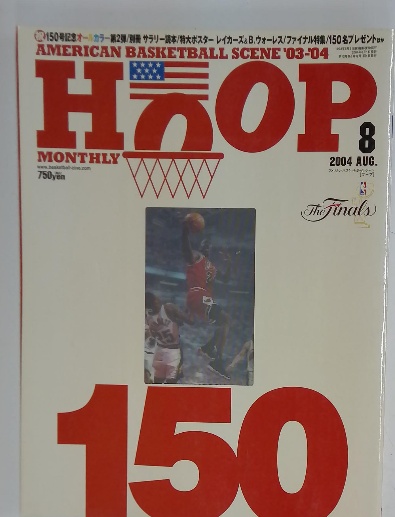 祝150号記念オールカラー第2弾/別冊 サラリー読本/特大ポスター レイカーズ&B.ウォーレス/ファイナル特集/150名プレゼント
AMERICAN BASKETBALL SCENE '03-'04
HOOP
MONTHLY
750yen
8
2004 AUG.
NBA
The Finals
150